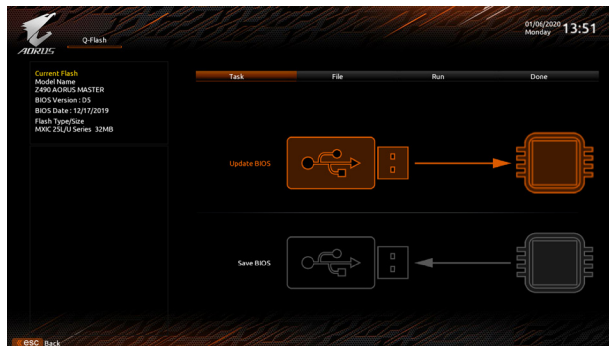 AORUS
Q-Flash
01/06/2020
Monday
13:51
Current Flash
Model Name
Z490 AORUS MASTER
BIOS Version : D5
BIOS Date : 12/17/2019
Flash Type/Size
MXIC 25L/U Series 32MB
Task File Run Done
Update BIOS
Save BIOS
esc Back